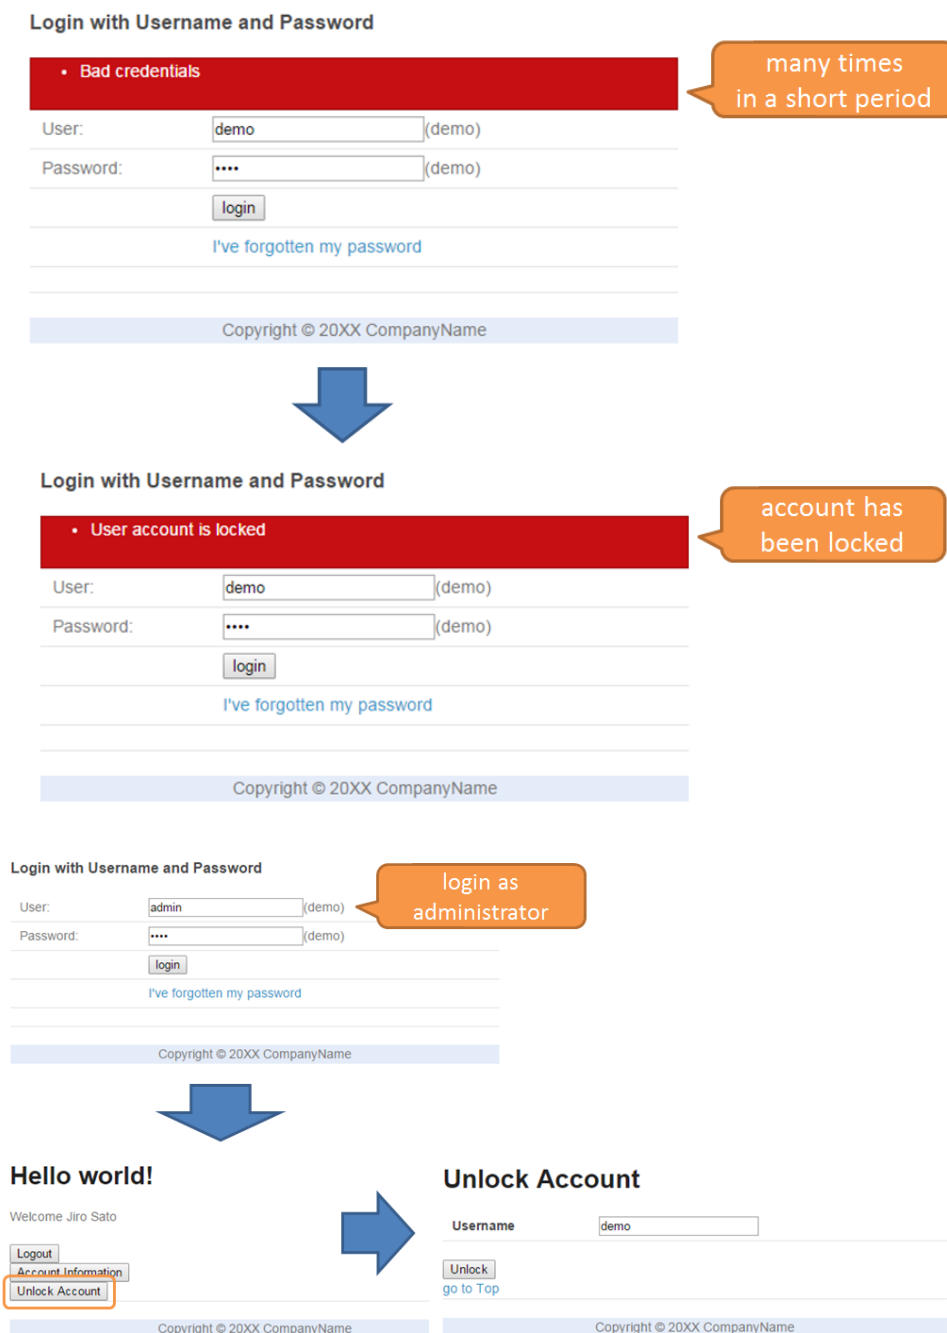 Login with Username and Password
• Bad credentials
many times
in a short period
User: demo (demo)
Password: •••• (demo)
login
I've forgotten my password
Copyright © 20XX CompanyName
Login with Username and Password
• User account is locked
account has
been locked
User: demo (demo)
Password: •••• (demo)
login
I've forgotten my password
Copyright © 20XX CompanyName
Login with Username and Password
login as
administrator
User: admin (demo)
Password: •••• (demo)
login
I've forgotten my password
Copyright © 20XX CompanyName
Hello world!
Welcome Jiro Sato
Logout
Account Information
Unlock Account
Copyright © 20XX CompanyName
Unlock Account
Username demo
Unlock
go to Top
Copyright © 20XX CompanyName